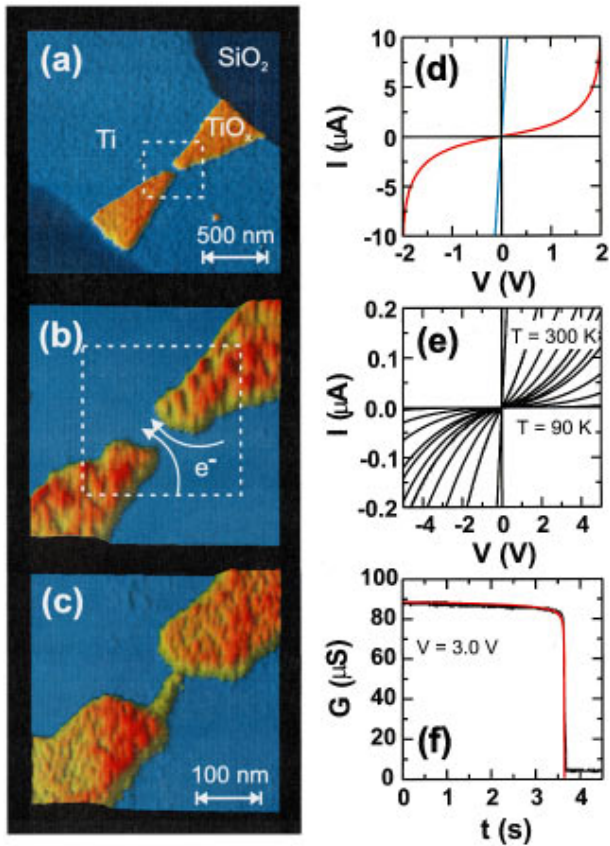 (a)
SiO₂
Ti
TiOₓ
500 nm
(b)
e⁻
(c)
100 nm
(d)
I (μA)
10
5
0
-5
-10
-2 -1 0 1 2
V (V)
(e)
T = 300 K
T = 90 K
I (μA)
0.2
0.1
0.0
-0.1
-0.2
-4 -2 0 2 4
V (V)
V = 3.0 V
(f)
G (μS)
100
80
60
40
20
0
0 1 2 3 4
t (s)